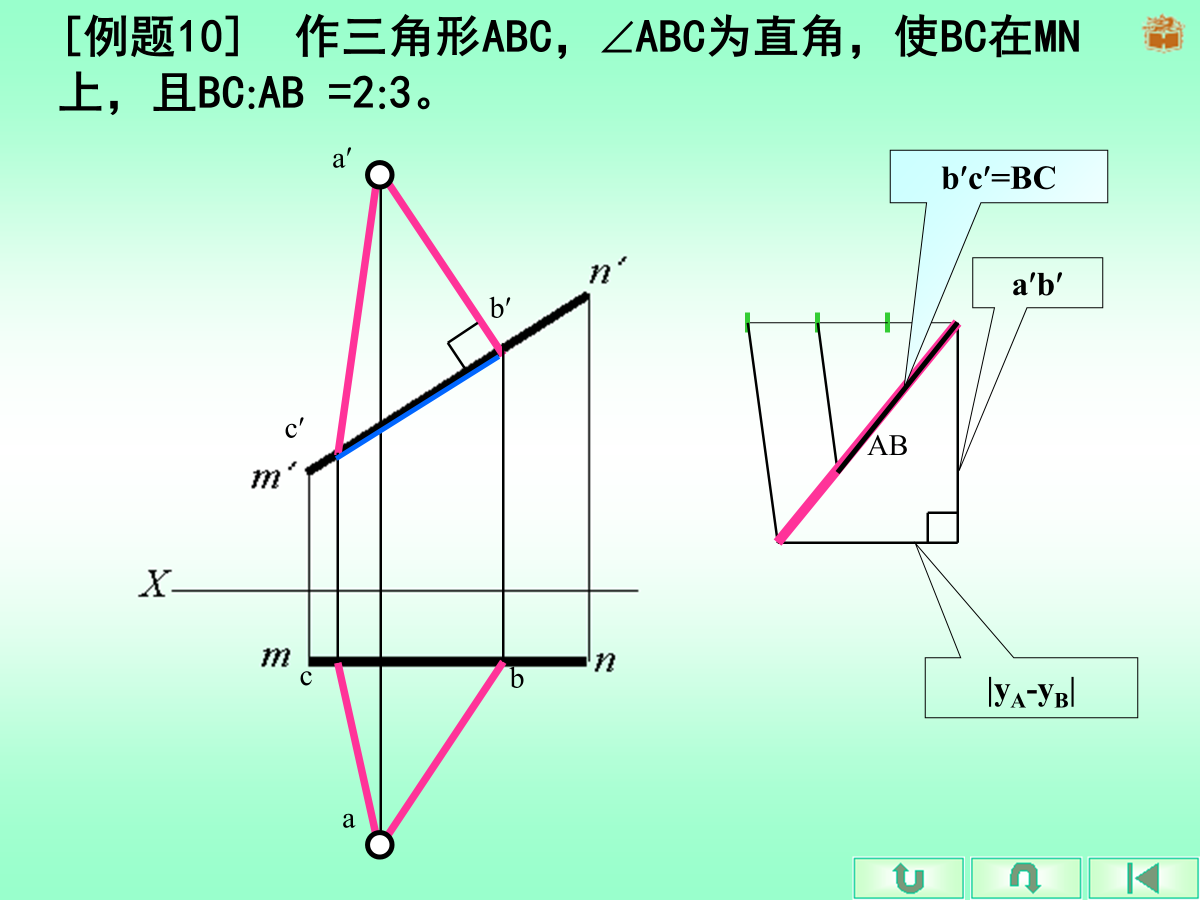 [例题10] 作三角形ABC，∠ABC为直角，使BC在MN
上，且BC:AB =2:3。
a′
b′c′=BC
n′
a′b′
b′
c′
AB
m′
X
m
n
c
b
|yA-yB|
a